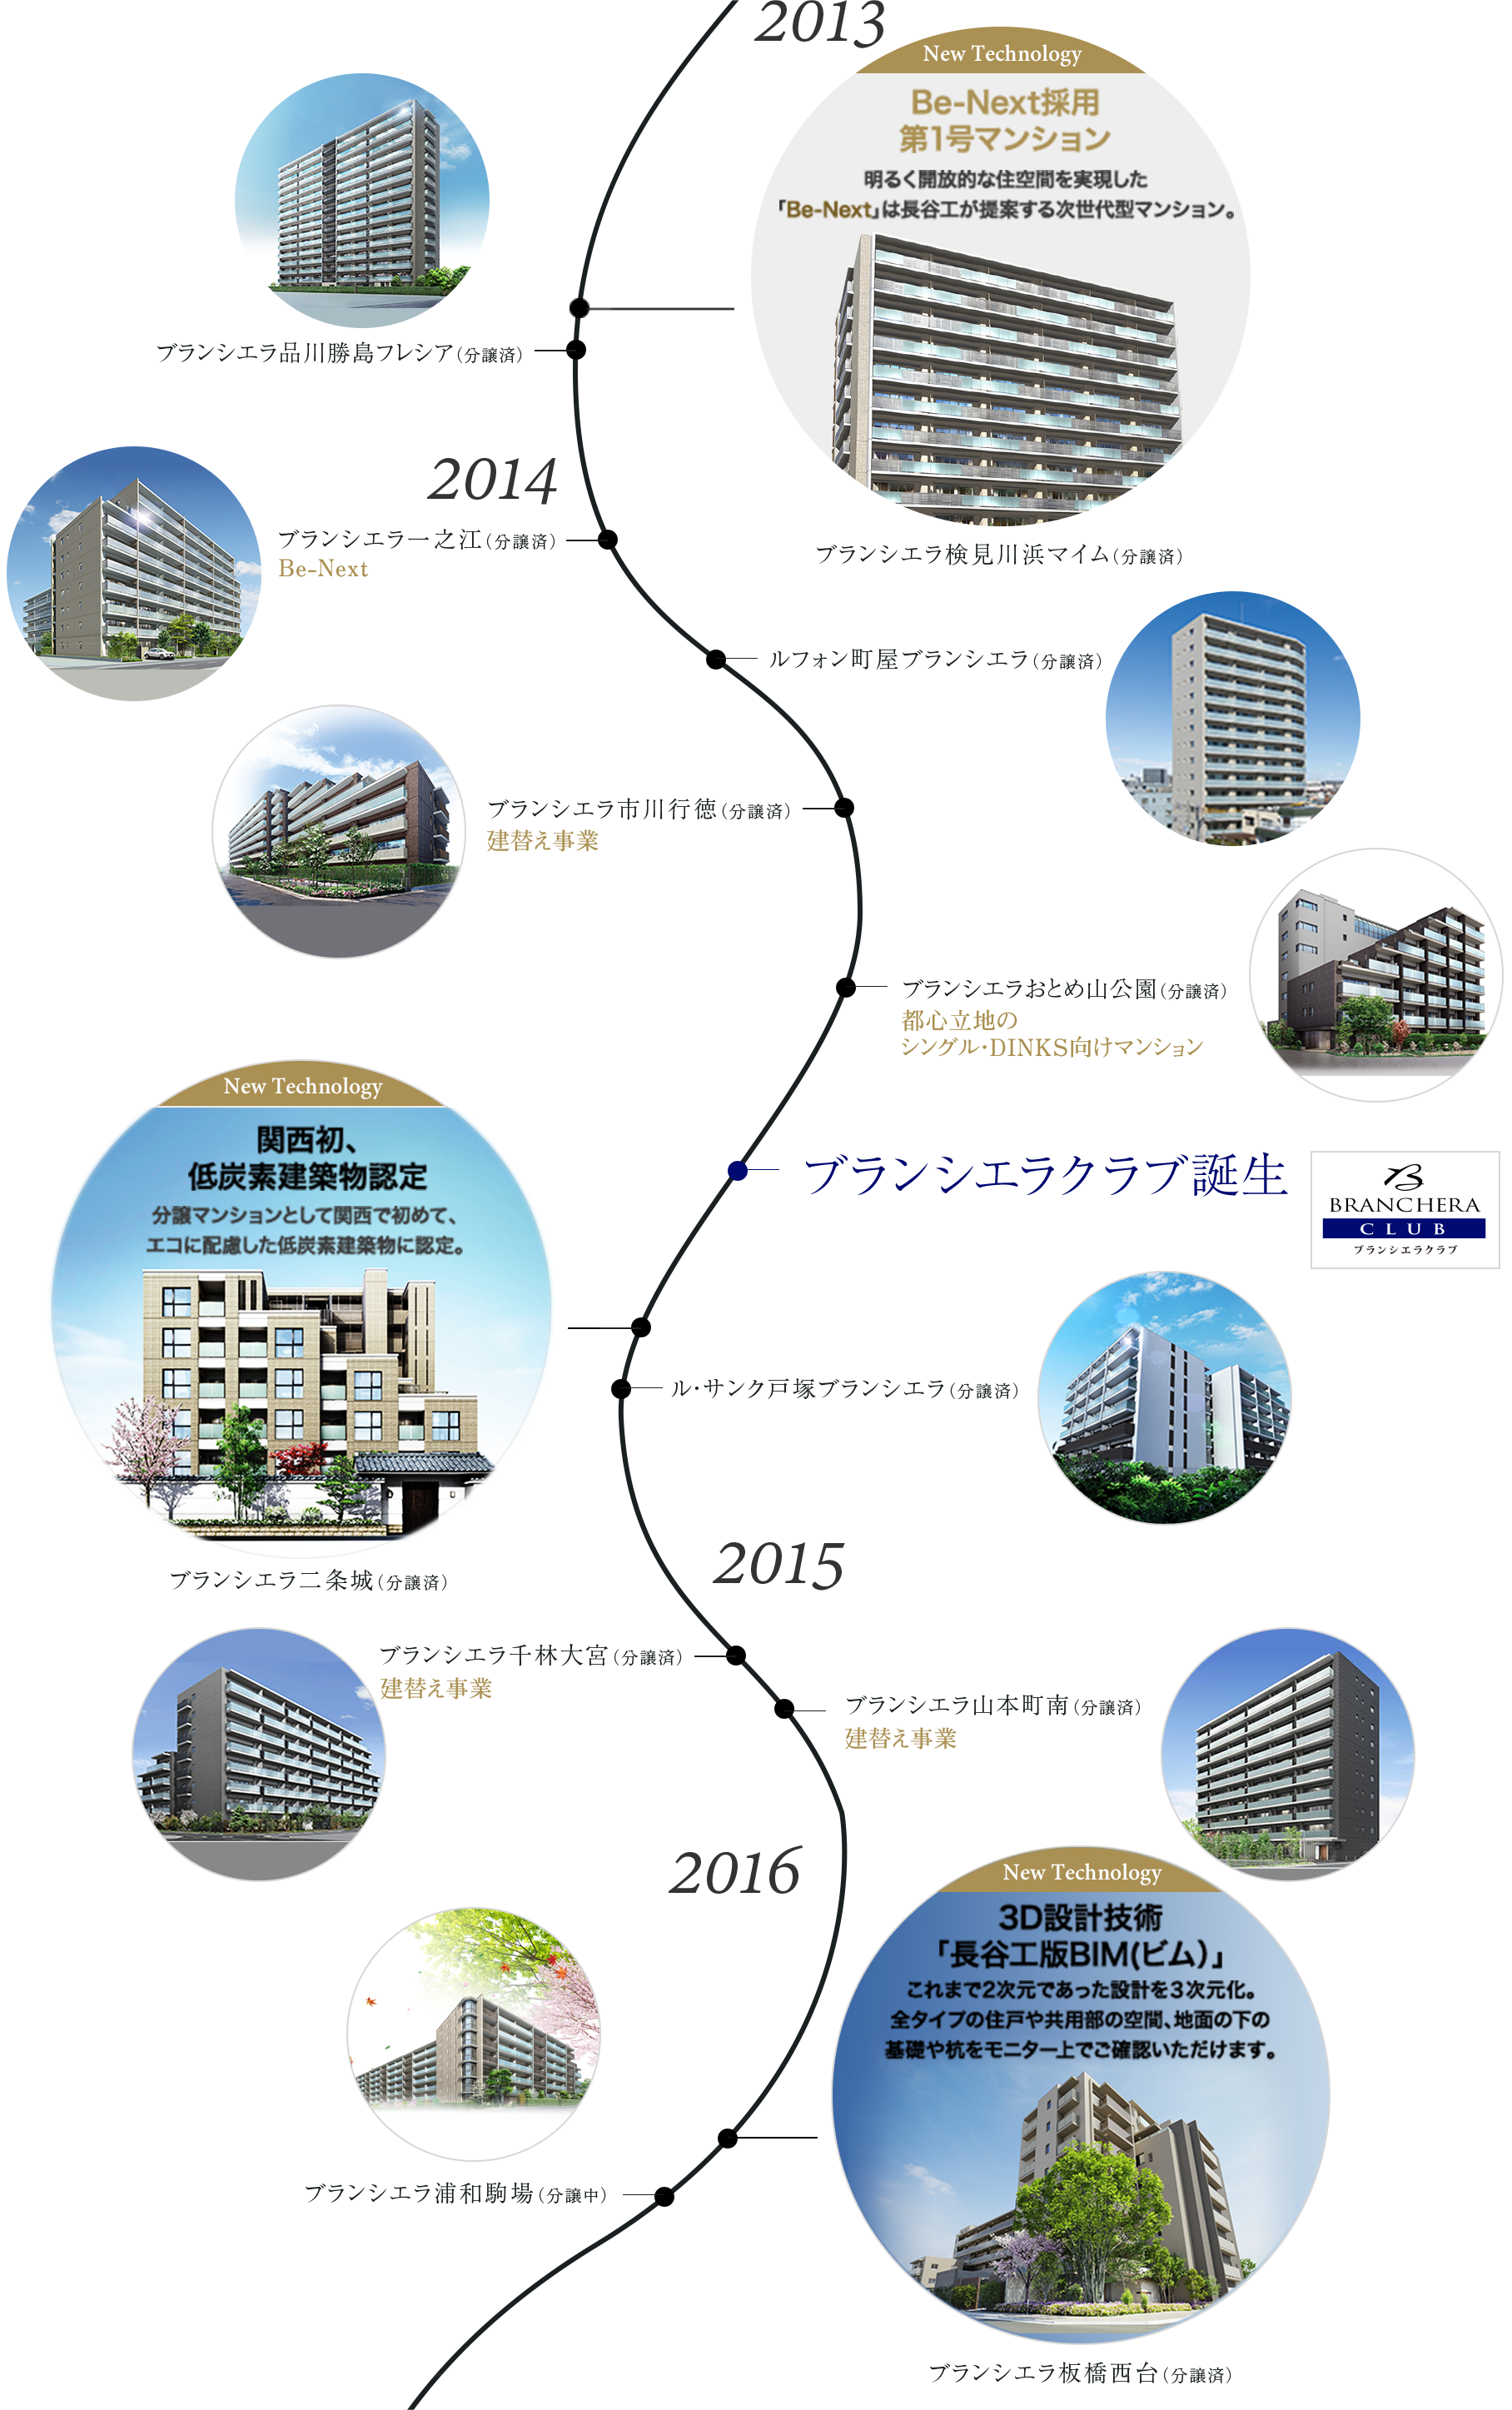 2013
New Technology
Be-Next採用
第1号マンション
明るく開放的な住空間を実現した
「Be-Next」は長谷工が提案する次世代型マンション。
ブランシエラ検見川浜マイム（分譲済）
ブランシエラ品川勝島フレシア（分譲済）
2014
ブランシエラ一之江（分譲済）
Be-Next
ルフォン町屋ブランシエラ（分譲済）
ブランシエラ市川行徳（分譲済）
建替え事業
ブランシエラおとめ山公園（分譲済）
都心立地の
シングル・DINKS向けマンション
ブランシエラクラブ誕生
B
BRANCHERA
CLUB
ブランシエラクラブ
New Technology
関西初、
低炭素建築物認定
分譲マンションとして関西で初めて、
エコに配慮した低炭素建築物に認定。
ブランシエラ二条城（分譲済）
ル・サンク戸塚ブランシエラ（分譲済）
2015
ブランシエラ千林大宮（分譲済）
建替え事業
ブランシエラ山本町南（分譲済）
建替え事業
2016
New Technology
3D設計技術
「長谷工版BIM(ビム)」
これまで2次元であった設計を3次元化。
全タイプの住戸や共用部の空間、地面の下の
基礎や杭をモニター上でご確認いただけます。
ブランシエラ板橋西台（分譲済）
ブランシエラ浦和駒場（分譲中）